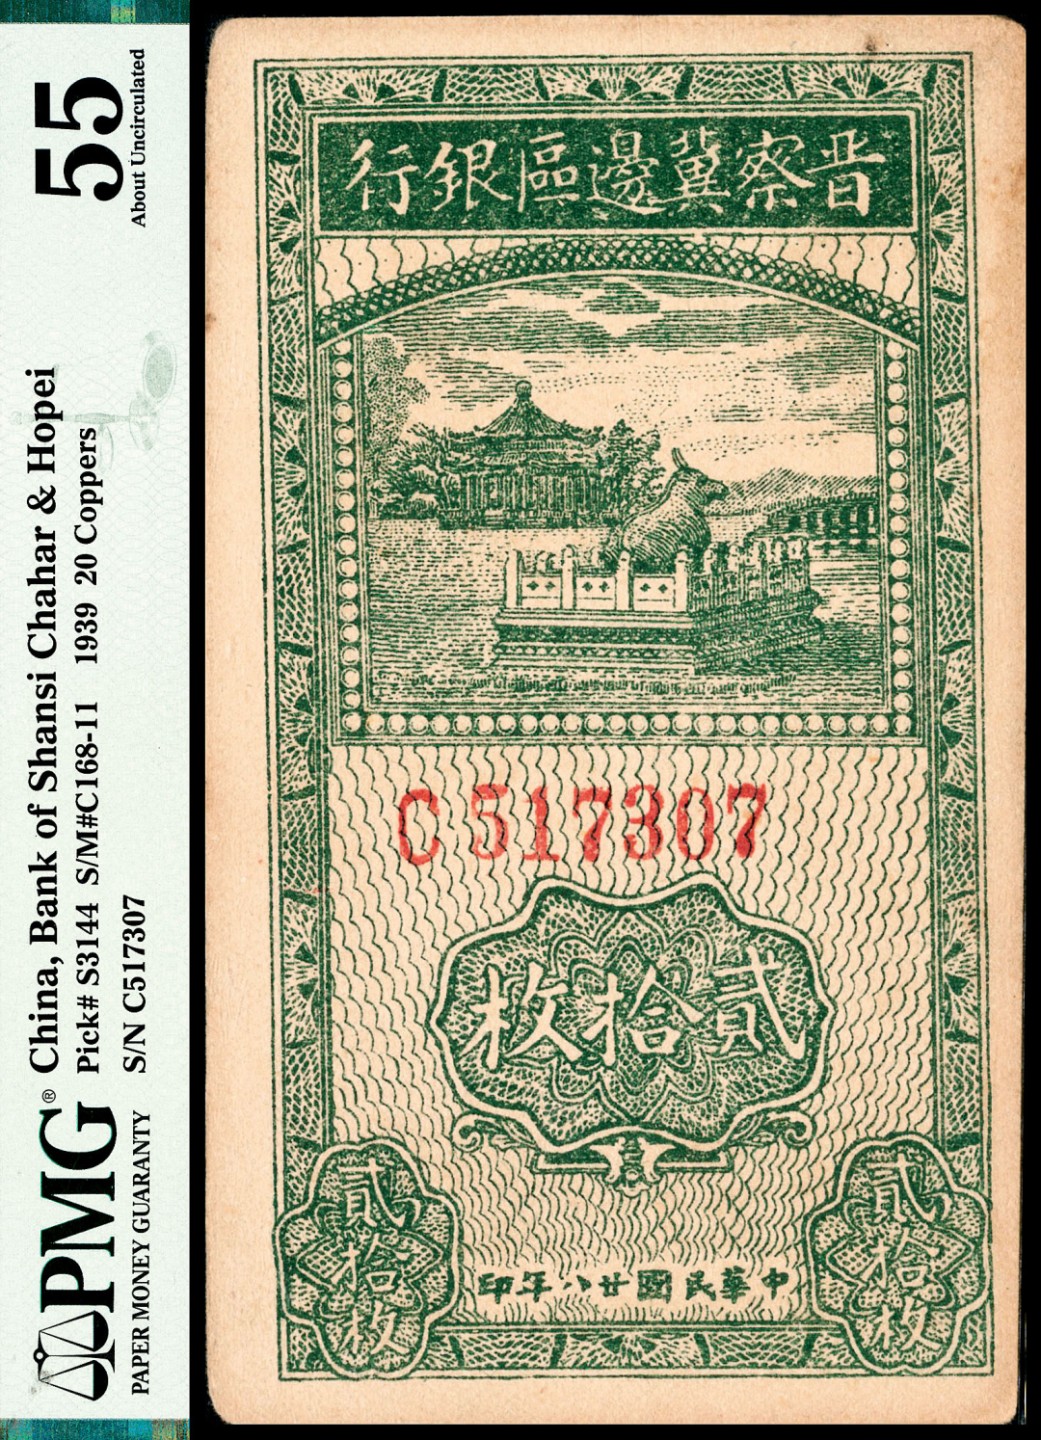 PMG®
PAPER MONEY GUARANTY
China, Bank of Shansi Chahar & Hopei
Pick# S3144 S/M#C168-11 1939 20 Coppers
S/N C517307
55
About Uncirculated
晋察冀邊區銀行
C517307
貳拾枚
貳拾枚
貳拾枚
中華民國廿八年印